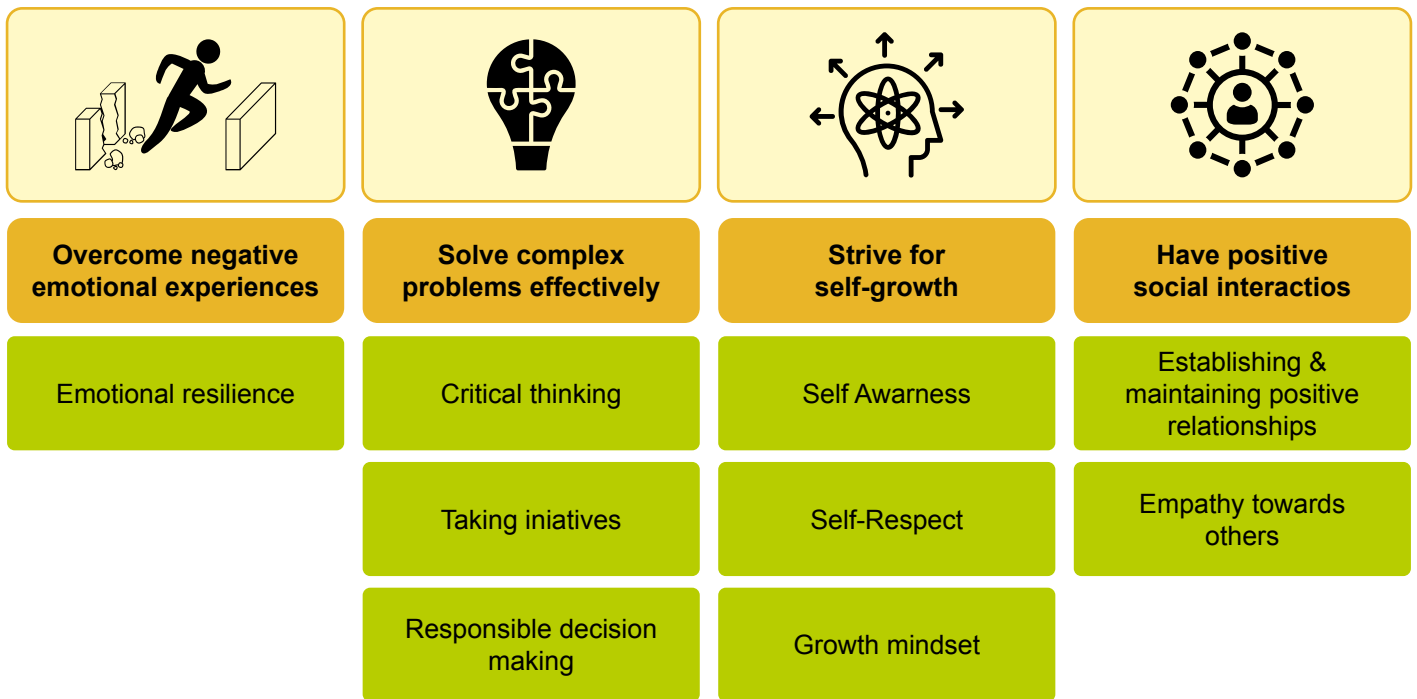 Overcome negative
emotional experiences
Solve complex
problems effectively
Strive for
self-growth
Have positive
social interactios
Emotional resilience
Critical thinking
Self Awarness
Establishing &
maintaining positive
relationships
Taking iniatives
Self-Respect
Empathy towards
others
Responsible decision
making
Growth mindset